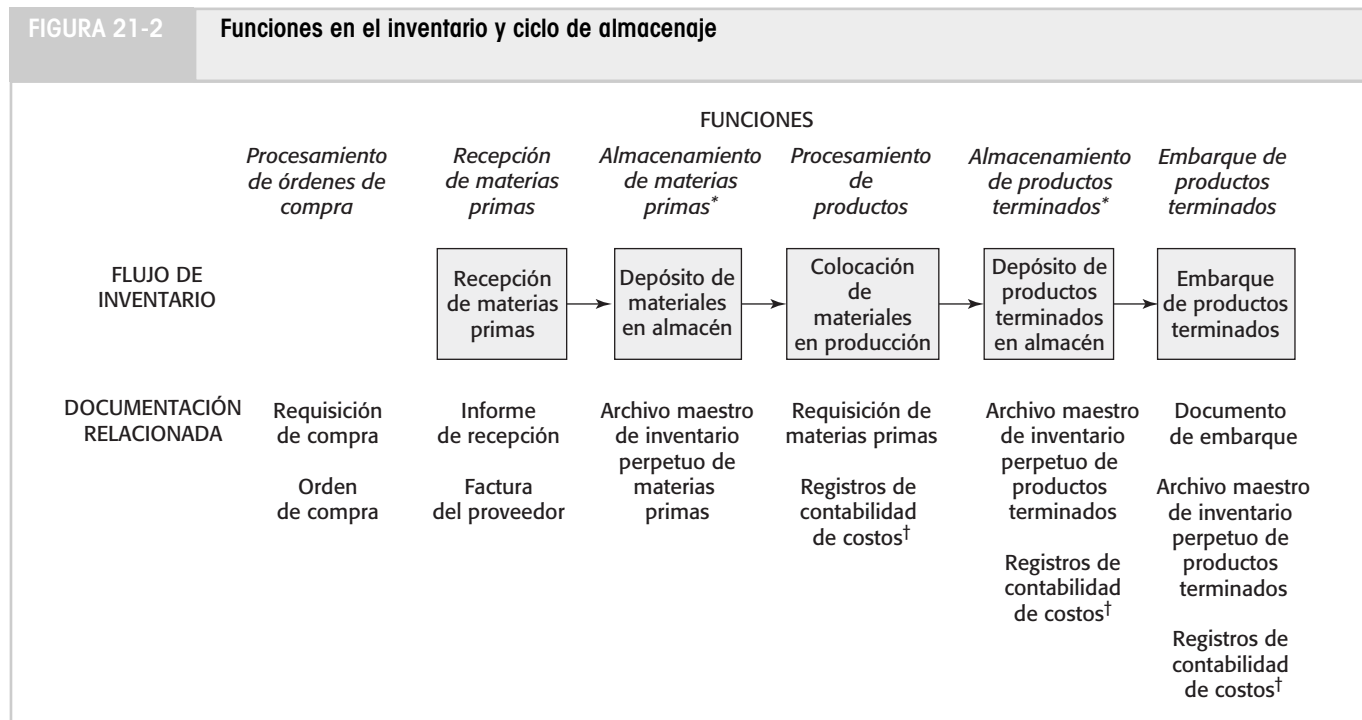 FIGURA 21-2
Funciones en el inventario y ciclo de almacenaje
FUNCIONES
Procesamiento
de órdenes de
compra
Recepción
de materias
primas
Almacenamiento
de materias
primas*
Procesamiento
de
productos
Almacenamiento
de productos
terminados*
Embarque de
productos
terminados
FLUJO DE
INVENTARIO
Recepción
de materias
primas
Depósito de
materiales
en almacén
Colocación
de
materiales
en producción
Depósito de
productos
terminados
en almacén
Embarque
de productos
terminados
DOCUMENTACIÓN
RELACIONADA
Requisición
de compra
Orden
de compra
Informe
de recepción
Factura
del proveedor
Archivo maestro
de inventario
perpetuo de
materias
primas
Requisición de
materias primas
Registros de
contabilidad
de costos†
Archivo maestro
de inventario
perpetuo de
productos
terminados
Registros de
contabilidad
de costos†
Documento
de embarque
Archivo maestro
de inventario
perpetuo de
productos
terminados
Registros de
contabilidad
de costos†